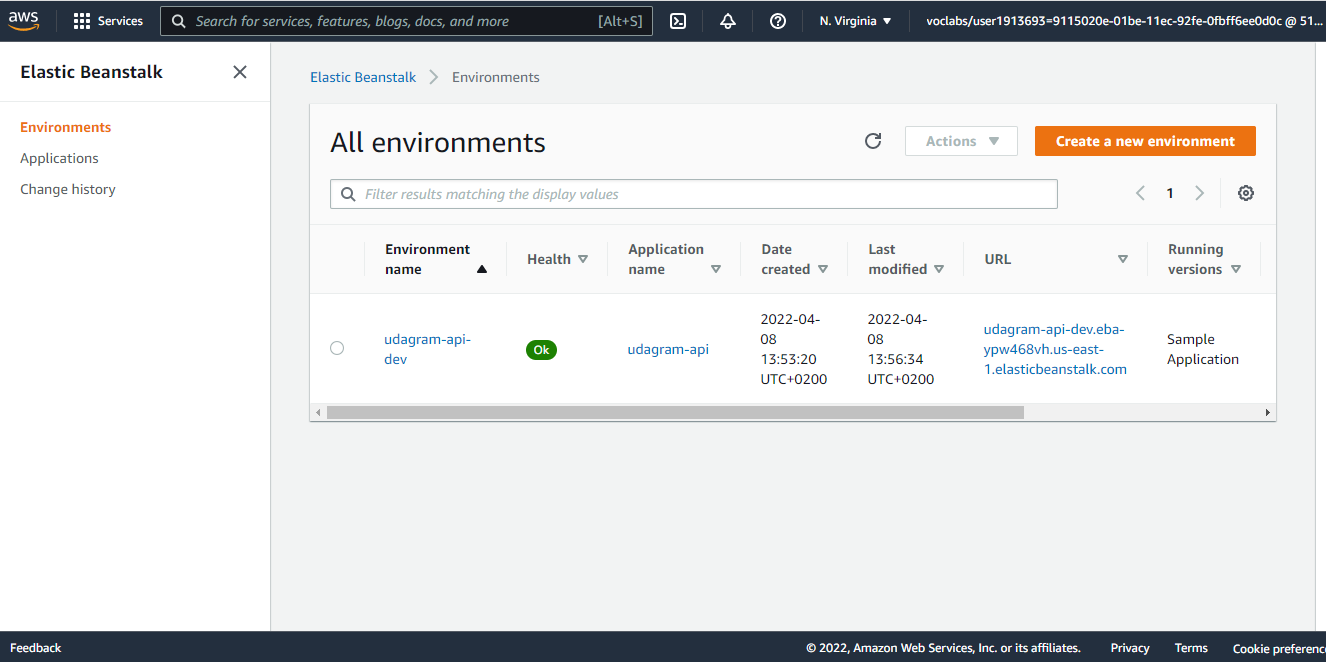 aws
Services
Search for services, features, blogs, docs, and more [Alt+S]
N. Virginia
voclabs/user1913693=9115020e-01be-11ec-92fe-0fbff6ee0d0c @ 51...
Elastic Beanstalk
Environments
Applications
Change history
Elastic Beanstalk > Environments
All environments
Actions
Create a new environment
Filter results matching the display values
1
Environment
name
Health
Application
name
Date
created
Last
modified
URL
Running
versions
udagram-api-
dev
Ok
udagram-api
2022-04-
08
13:53:20
UTC+0200
2022-04-
08
13:56:34
UTC+0200
udagram-api-dev.eba-
ypw468vh.us-east-
1.elasticbeanstalk.com
Sample
Application
Feedback
© 2022, Amazon Web Services, Inc. or its affiliates.
Privacy
Terms
Cookie preferenc